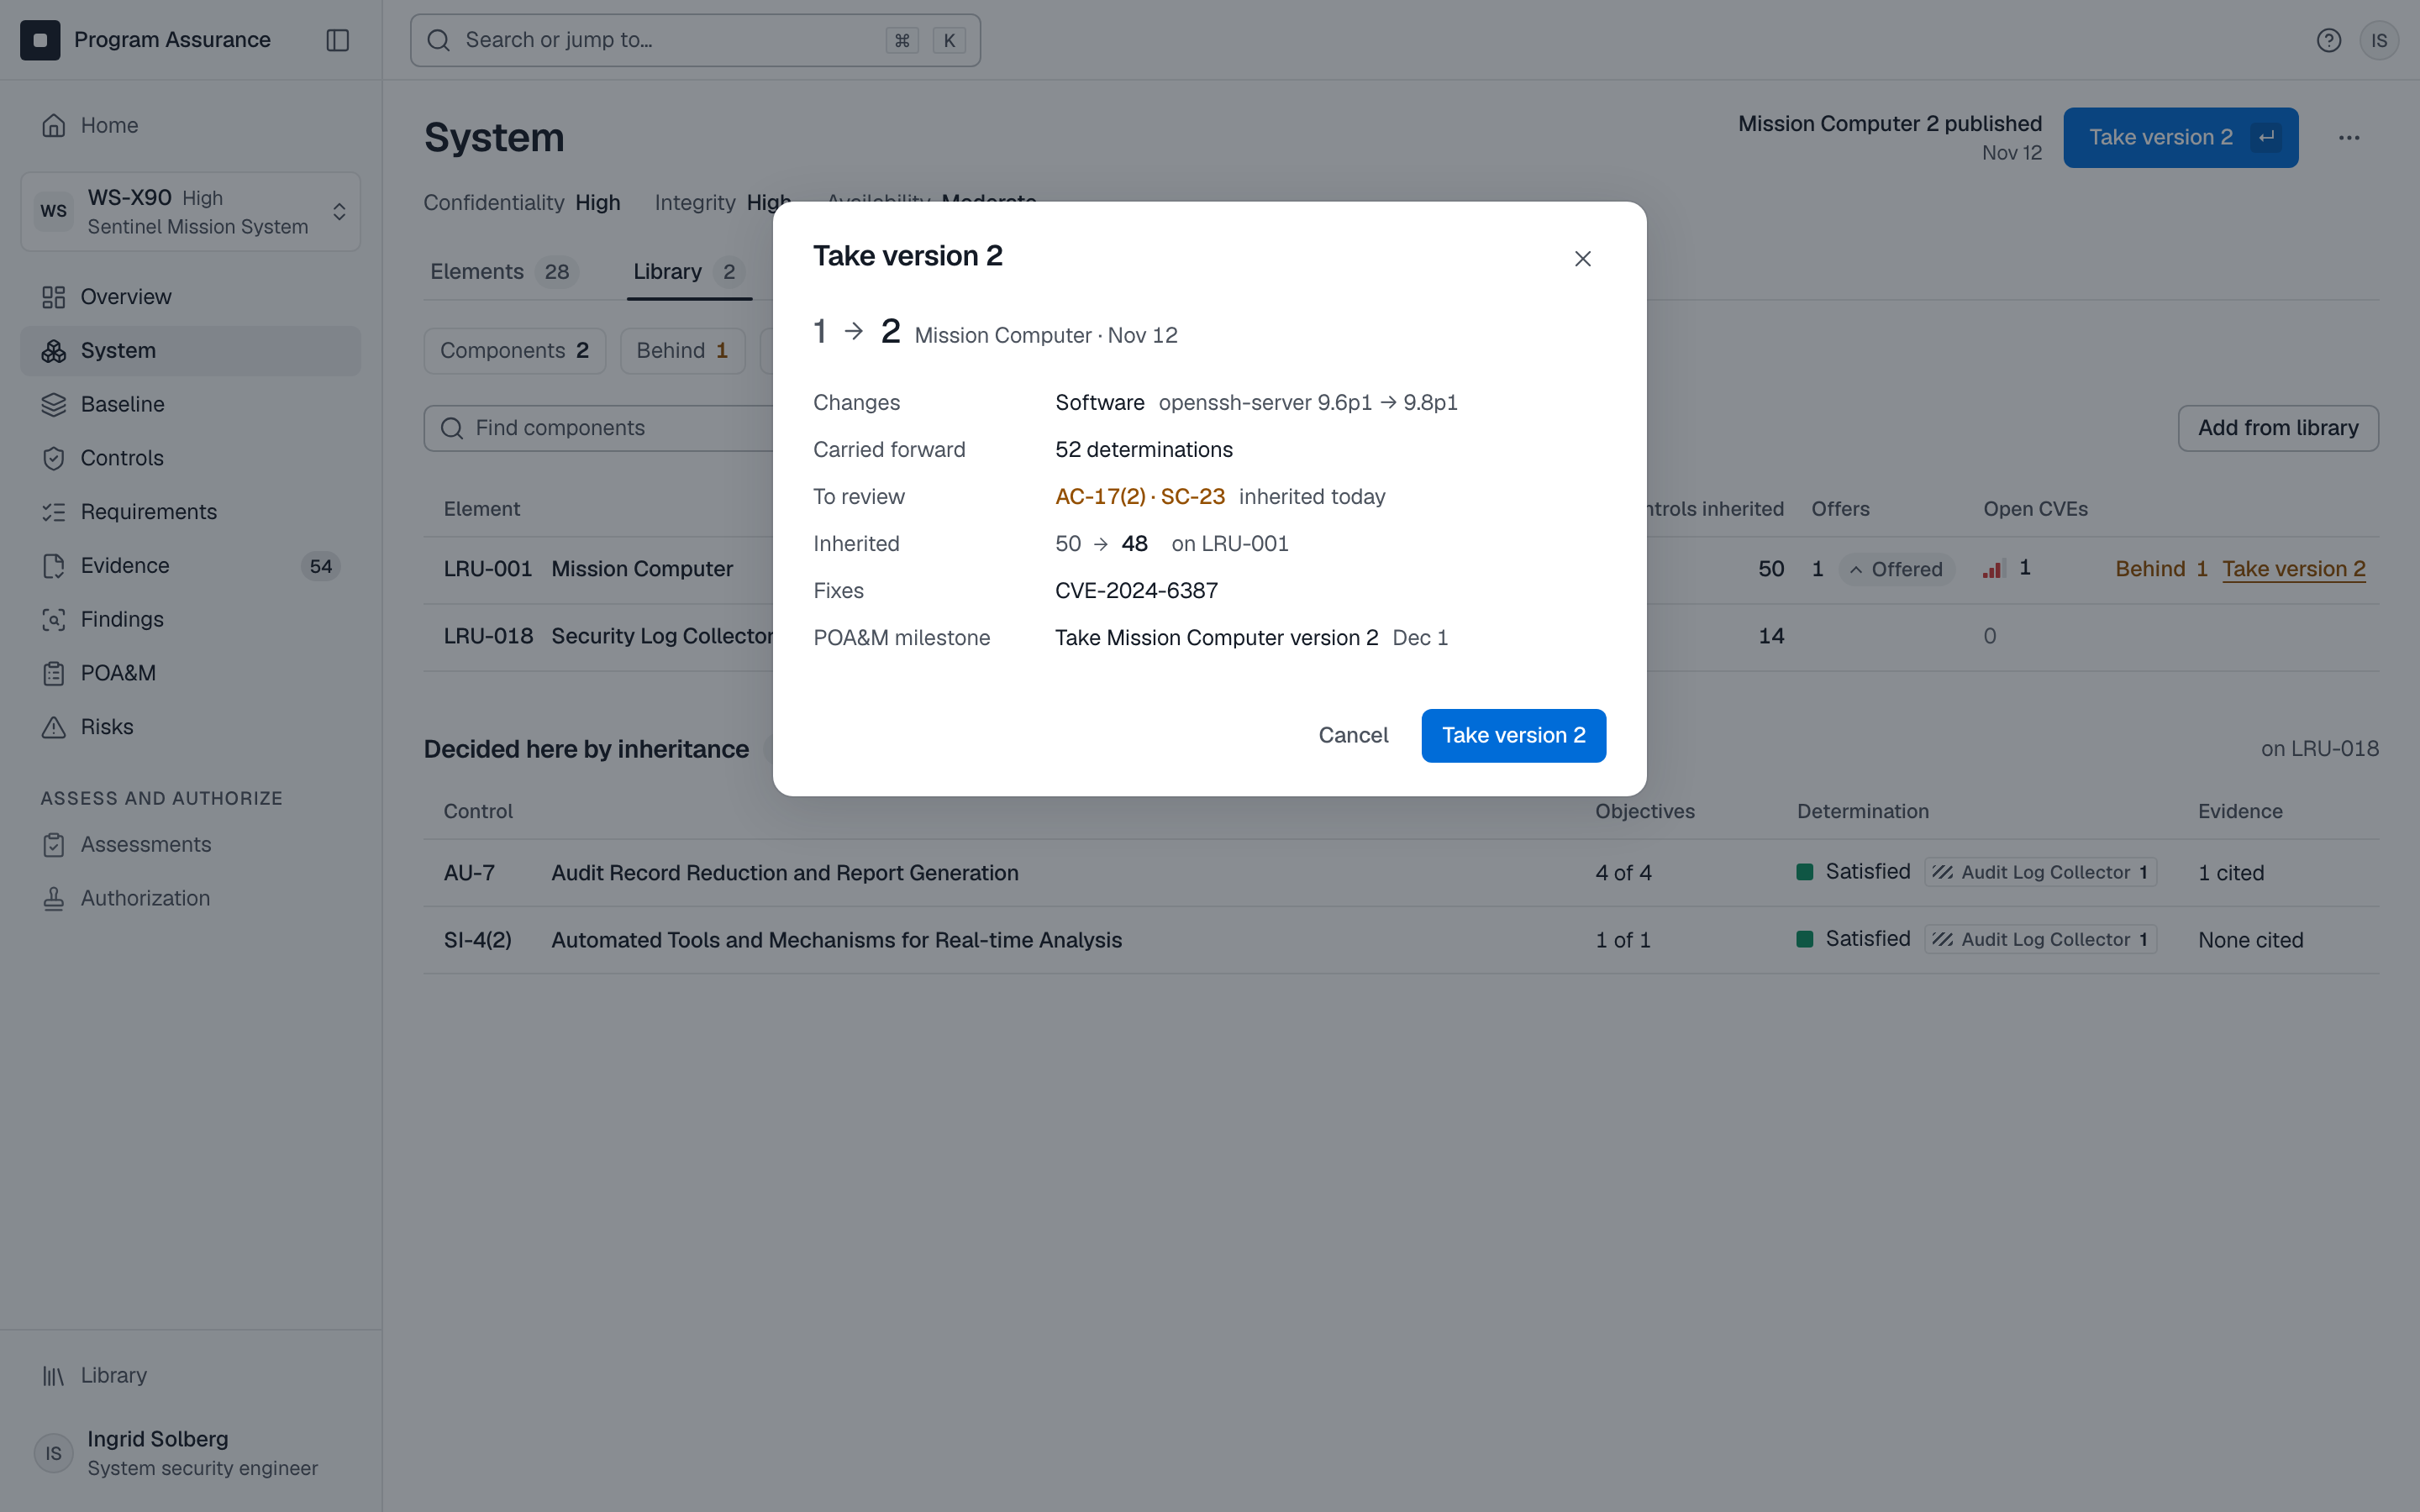 Program Assurance
Search or jump to...
⌘ K
IS
Home
WS
WS-X90 High
Sentinel Mission System
Overview
System
Baseline
Controls
Requirements
Evidence 54
Findings
POA&M
Risks
ASSESS AND AUTHORIZE
Assessments
Authorization
Library
IS
Ingrid Solberg
System security engineer
System
Mission Computer 2 published
Nov 12
Take version 2
Confidentiality High Integrity High Availability Moderate
Elements 28 Library 2
Components 2 Behind 1
Find components
Add from library
Element inherited Offers Open CVEs
LRU-001 Mission Computer 50 1 Offered 1 Behind 1 Take version 2
LRU-018 Security Log Collector 14 0
Take version 2
1 → 2 Mission Computer · Nov 12
Changes Software openssh-server 9.6p1 → 9.8p1
Carried forward 52 determinations
To review AC-17(2) · SC-23 inherited today
Inherited 50 → 48 on LRU-001
Fixes CVE-2024-6387
POA&M milestone Take Mission Computer version 2 Dec 1
Cancel Take version 2
Decided here by inheritance on LRU-018
Control Objectives Determination Evidence
AU-7 Audit Record Reduction and Report Generation 4 of 4 Satisfied Audit Log Collector 1 1 cited
SI-4(2) Automated Tools and Mechanisms for Real-time Analysis 1 of 1 Satisfied Audit Log Collector 1 None cited